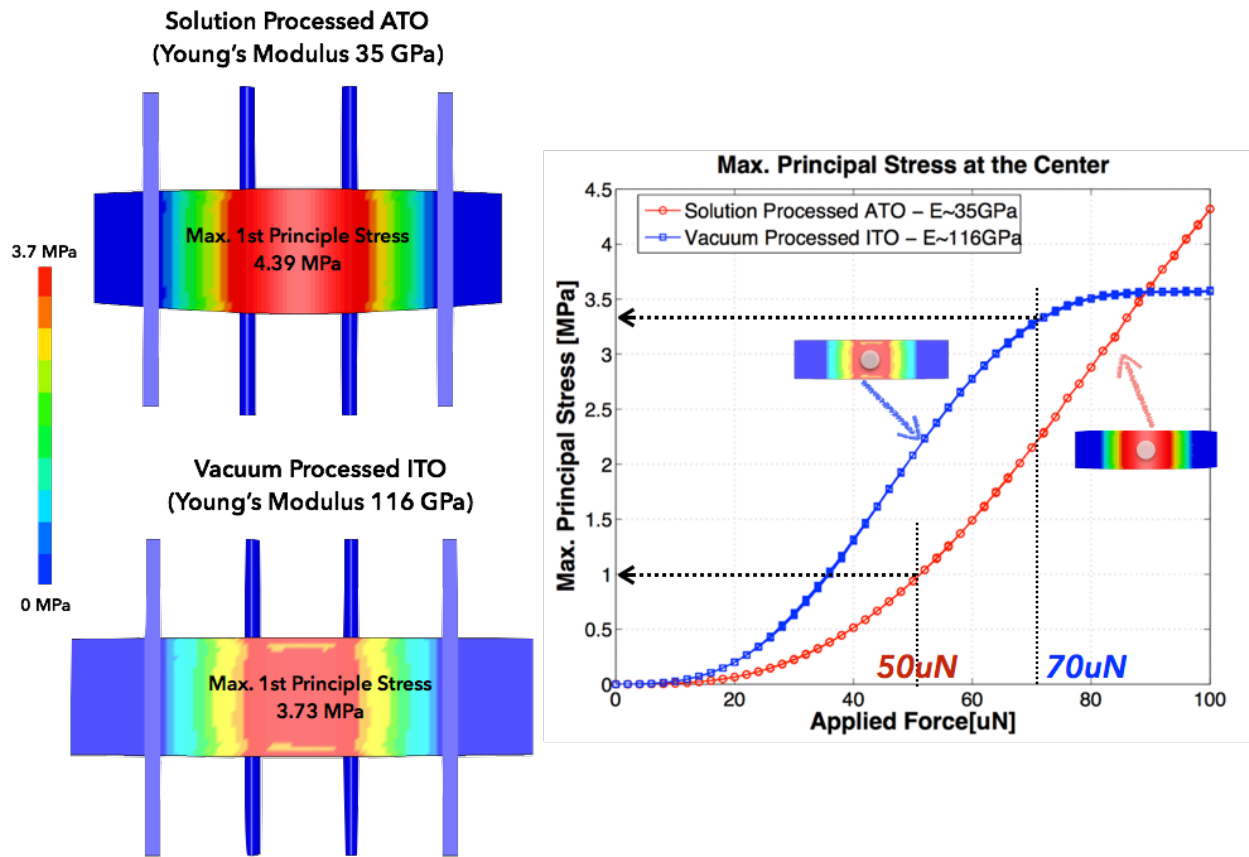 Solution Processed ATO
(Young's Modulus 35 GPa)
3.7 MPa
Max. 1st Principle Stress
4.39 MPa
0 MPa
Vacuum Processed ITO
(Young's Modulus 116 GPa)
Max. 1st Principle Stress
3.73 MPa
Max. Principal Stress at the Center
Solution Processed ATO – E~35GPa
Vacuum Processed ITO – E~116GPa
Max. Principal Stress [MPa]
4.5
4
3.5
3
2.5
2
1.5
1
0.5
0
50uN
70uN
0
20
40
60
80
100
Applied Force[uN]